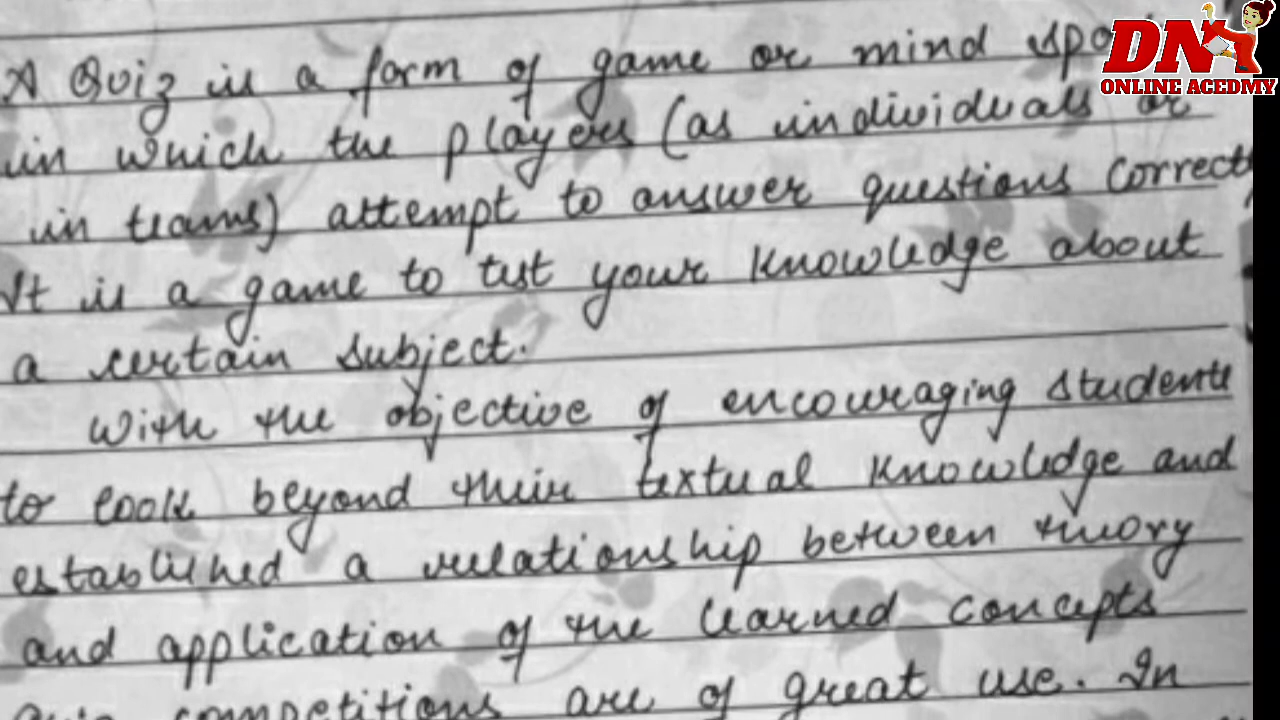 A Quiz is a form of game or mind
in which the players (as individuals or
in teams) attempt to answer questions correct
It is a game to test your knowledge about
a certain subject.
With the objective of encouraging students
to look beyond their textual knowledge and
established a relationship between theory
and application of the learned concepts
competitions are of great use. In
DN
ONLINE ACEDMY